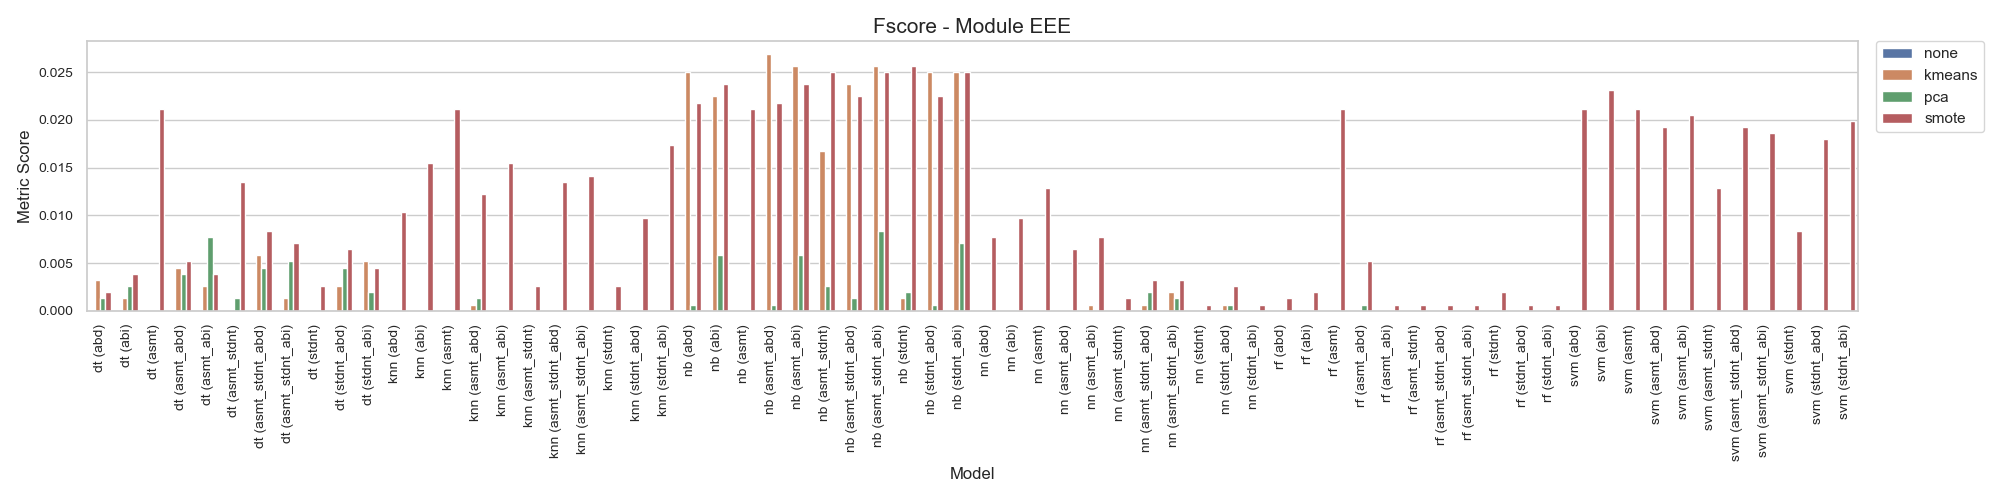 Fscore - Module EEE
Metric Score
0.025
0.020
0.015
0.010
0.005
0.000
none
kmeans
pca
smote
dt (abd)
dt (abi)
dt (asmt)
dt (asmt_abd)
dt (asmt_abi)
dt (asmt_stdnt)
dt (asmt_stdnt_abd)
dt (asmt_stdnt_abi)
dt (stdnt)
dt (stdnt_abd)
dt (stdnt_abi)
knn (abd)
knn (abi)
knn (asmt)
knn (asmt_abd)
knn (asmt_abi)
knn (asmt_stdnt)
knn (asmt_stdnt_abd)
knn (asmt_stdnt_abi)
knn (stdnt)
knn (stdnt_abd)
knn (stdnt_abi)
nb (abd)
nb (abi)
nb (asmt)
nb (asmt_abd)
nb (asmt_abi)
nb (asmt_stdnt)
nb (asmt_stdnt_abd)
nb (asmt_stdnt_abi)
nb (stdnt)
nb (stdnt_abd)
nb (stdnt_abi)
nn (abd)
nn (abi)
nn (asmt)
nn (asmt_abd)
nn (asmt_abi)
nn (asmt_stdnt)
nn (asmt_stdnt_abd)
nn (asmt_stdnt_abi)
nn (stdnt)
nn (stdnt_abd)
nn (stdnt_abi)
rf (abd)
rf (abi)
rf (asmt)
rf (asmt_abd)
rf (asmt_abi)
rf (asmt_stdnt)
rf (asmt_stdnt_abd)
rf (asmt_stdnt_abi)
rf (stdnt)
rf (stdnt_abd)
rf (stdnt_abi)
svm (abd)
svm (abi)
svm (asmt)
svm (asmt_abd)
svm (asmt_abi)
svm (asmt_stdnt)
svm (asmt_stdnt_abd)
svm (asmt_stdnt_abi)
svm (stdnt)
svm (stdnt_abd)
svm (stdnt_abi)
Model